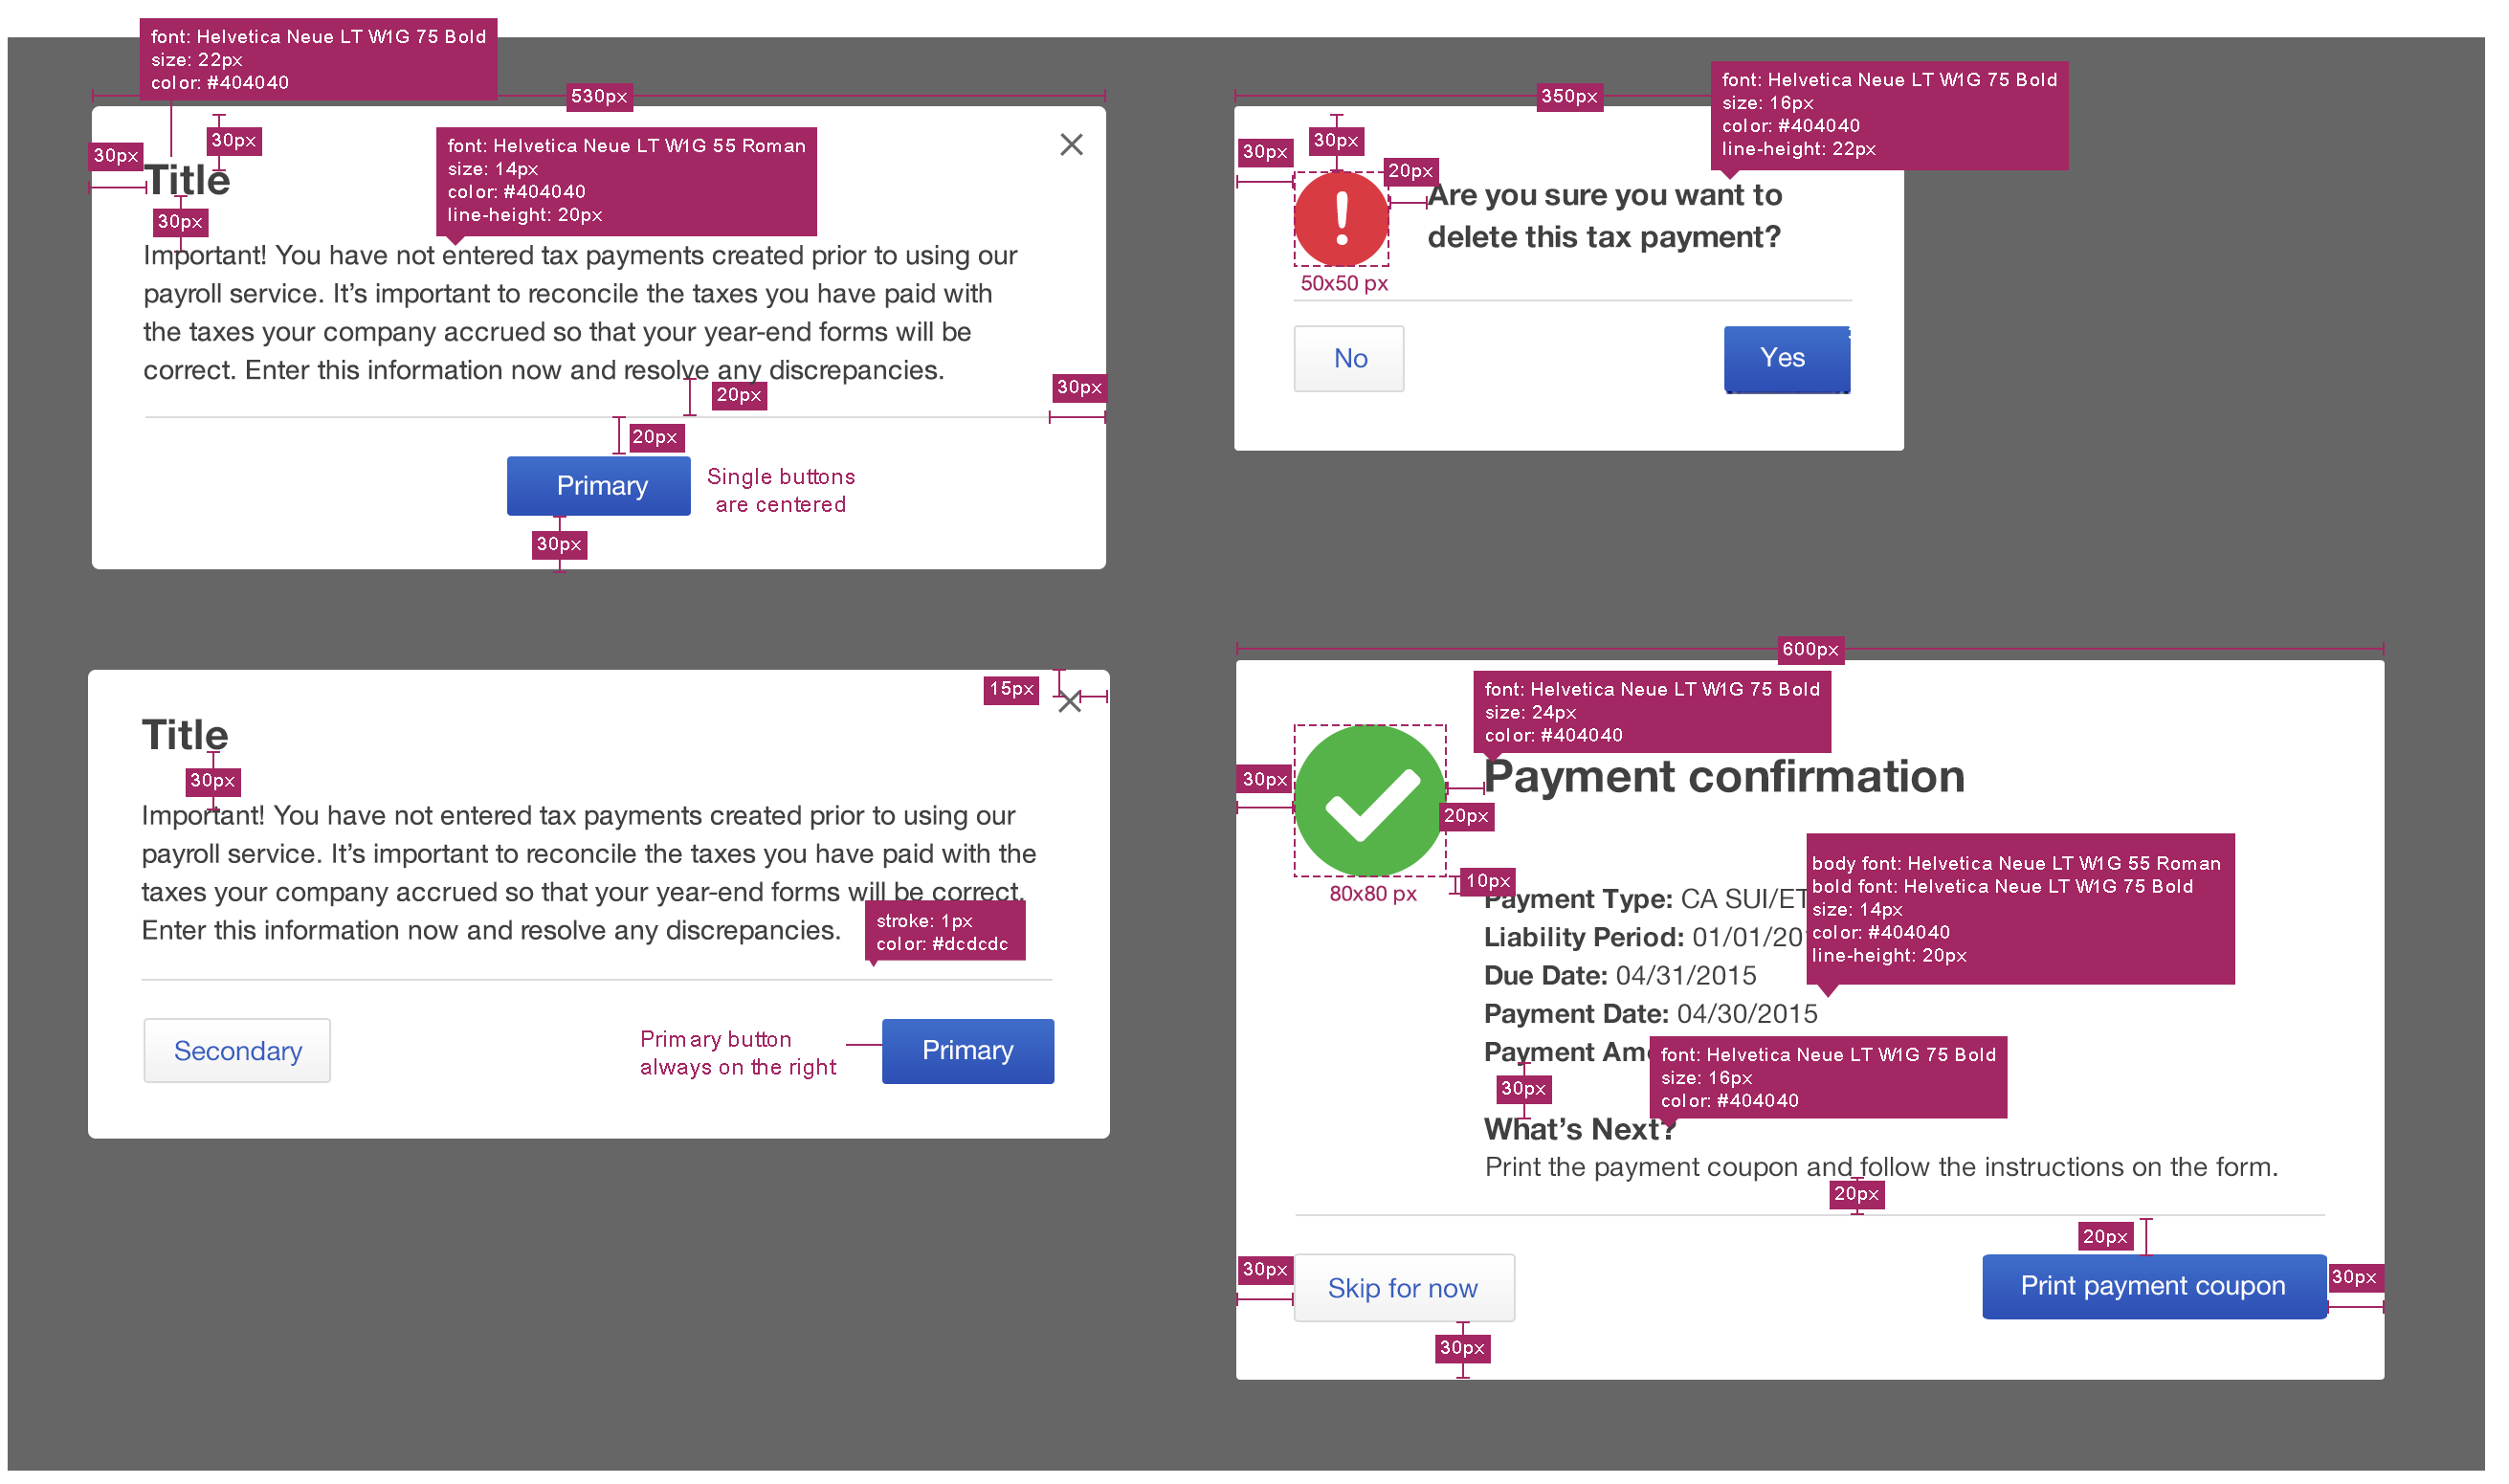 font: Helvetica Neue LT W1G 75 Bold
size: 22px
color: #404040
530px
30px
30px
Title
30px
font: Helvetica Neue LT W1G 55 Roman
size: 14px
color: #404040
line-height: 20px
Important! You have not entered tax payments created prior to using our
payroll service. It’s important to reconcile the taxes you have paid with
the taxes your company accrued so that your year-end forms will be
correct. Enter this information now and resolve any discrepancies.
20px
30px
20px
Primary
Single buttons
are centered
30px
350px
font: Helvetica Neue LT W1G 75 Bold
size: 16px
color: #404040
line-height: 22px
30px
30px
20px
Are you sure you want to
delete this tax payment?
50x50 px
No
Yes
15px
Title
30px
Important! You have not entered tax payments created prior to using our
payroll service. It’s important to reconcile the taxes you have paid with the
taxes your company accrued so that your year-end forms will be correct.
Enter this information now and resolve any discrepancies.
stroke: 1px
color: #dcdcdc
Secondary
Primary button
always on the right
Primary
600px
font: Helvetica Neue LT W1G 75 Bold
size: 24px
color: #404040
30px
Payment confirmation
20px
80x80 px
10px
body font: Helvetica Neue LT W1G 55 Roman
bold font: Helvetica Neue LT W1G 75 Bold
size: 14px
color: #404040
line-height: 20px
Payment Type: CA SUI/ET
Liability Period: 01/01/20
Due Date: 04/31/2015
Payment Date: 04/30/2015
Payment Am
font: Helvetica Neue LT W1G 75 Bold
size: 16px
color: #404040
30px
What’s Next?
Print the payment coupon and follow the instructions on the form.
20px
20px
30px
Skip for now
Print payment coupon
30px
30px